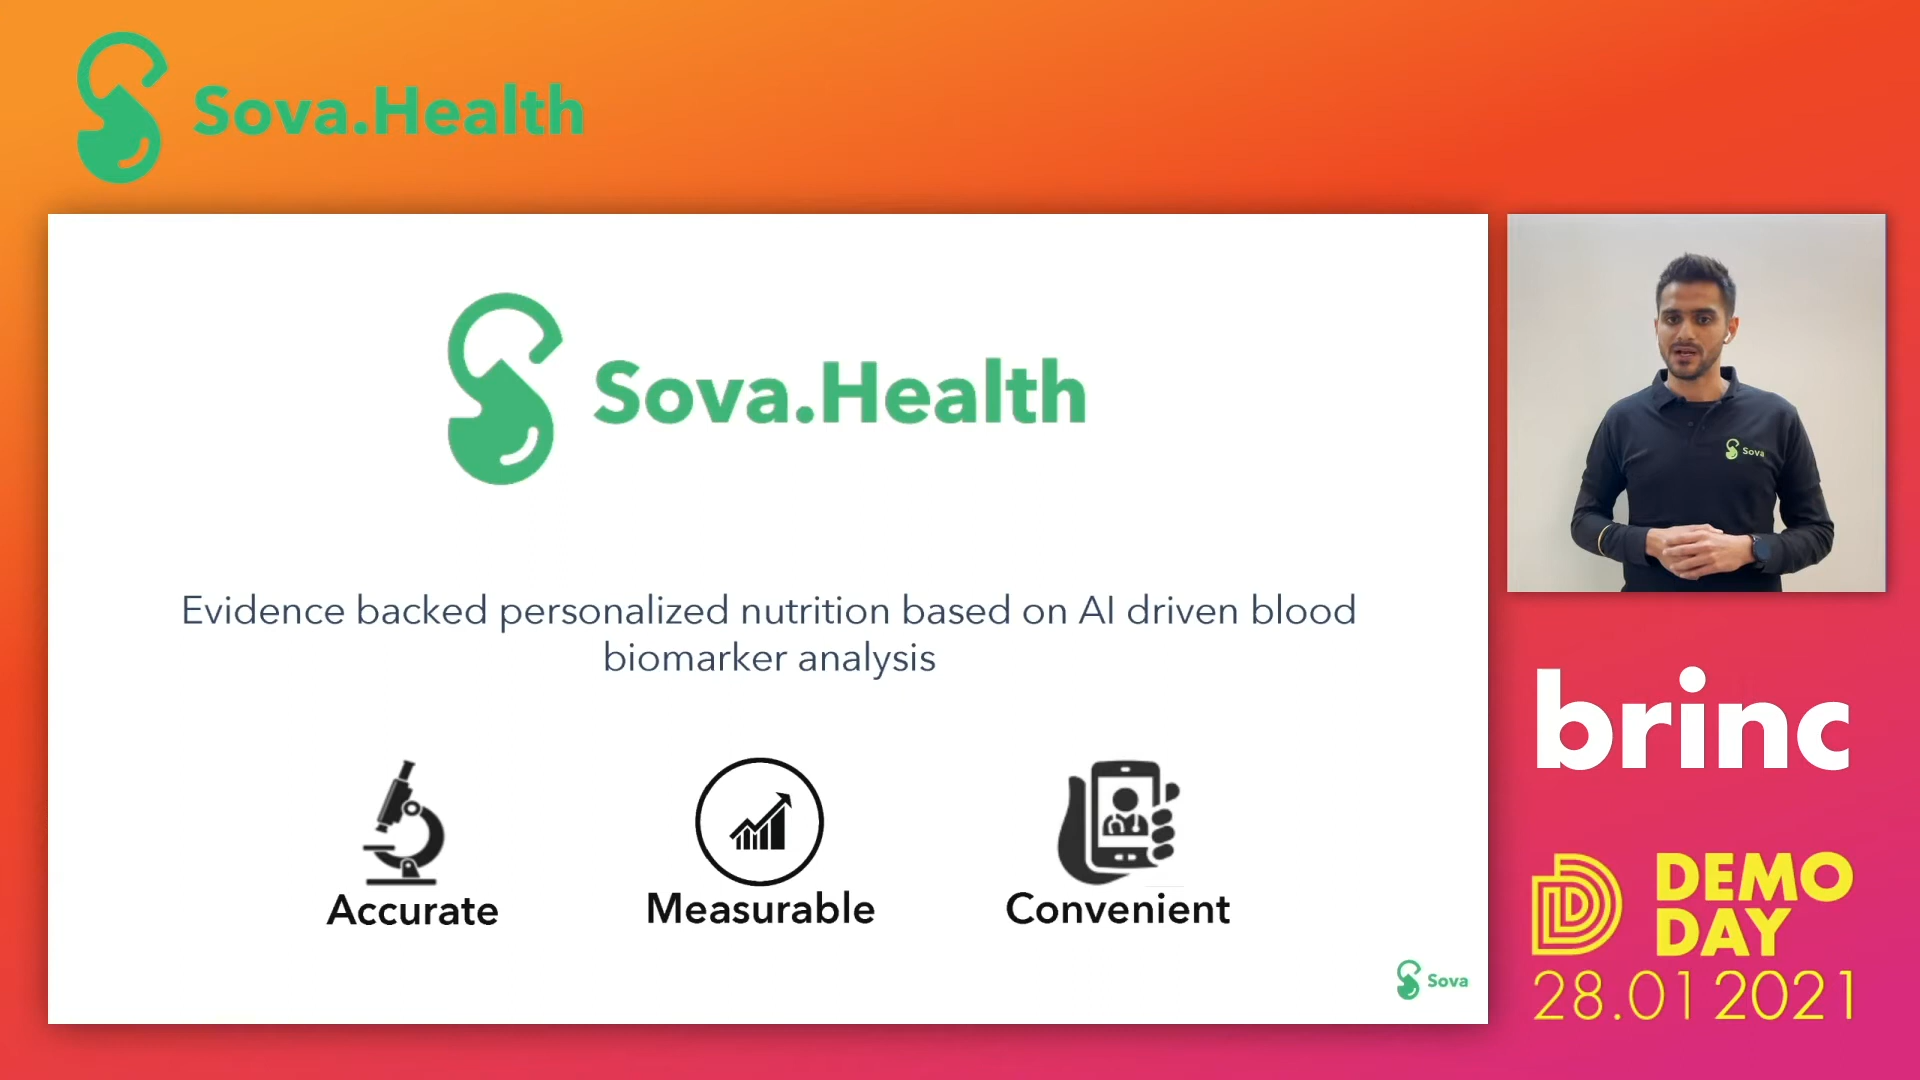 Sova.Health
Sova.Health
Evidence backed personalized nutrition based on AI driven blood
biomarker analysis
Accurate
Measurable
Convenient
Sova
Sova
brinc
DEMO
DAY
28.01 2021